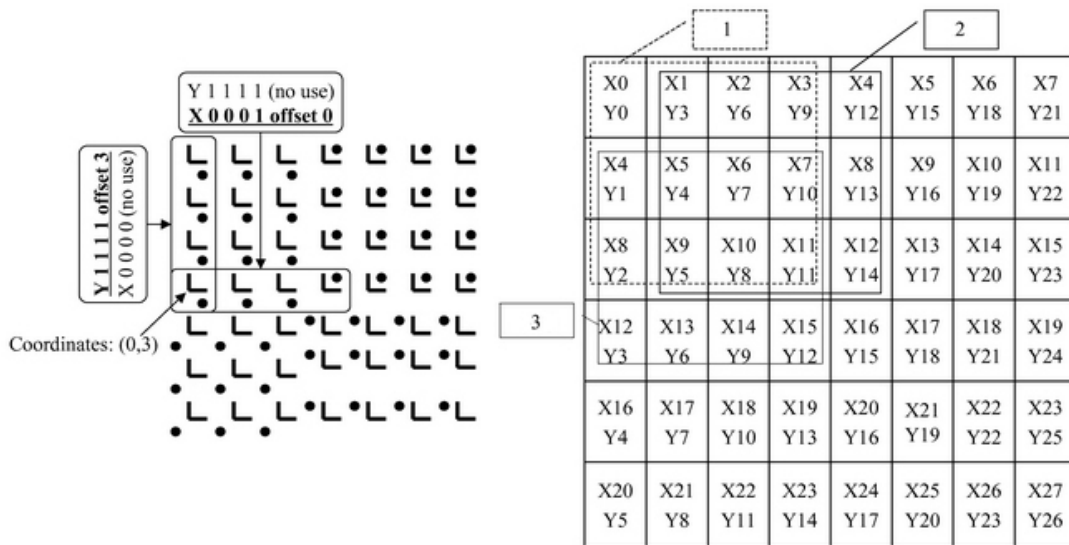 Y 1 1 1 1 (no use)
X 0 0 0 1 offset 0
Y 1 1 1 1 offset 3
X 0 0 0 0 (no use)
Coordinates: (0,3)
1
2
3
X0 X1 X2 X3 X4 X5 X6 X7
Y0 Y3 Y6 Y9 Y12 Y15 Y18 Y21
X4 X5 X6 X7 X8 X9 X10 X11
Y1 Y4 Y7 Y10 Y13 Y16 Y19 Y22
X8 X9 X10 X11 X12 X13 X14 X15
Y2 Y5 Y8 Y11 Y14 Y17 Y20 Y23
X12 X13 X14 X15 X16 X17 X18 X19
Y3 Y6 Y9 Y12 Y15 Y18 Y21 Y24
X16 X17 X18 X19 X20 X21 X22 X23
Y4 Y7 Y10 Y13 Y16 Y19 Y22 Y25
X20 X21 X22 X23 X24 X25 X26 X27
Y5 Y8 Y11 Y14 Y17 Y20 Y23 Y26